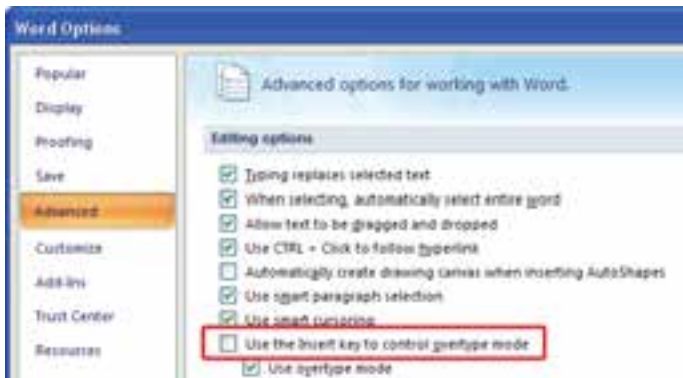 Word Options
Popular
Display
Proofing
Save
Advanced
Customize
Add-Ins
Trust Center
Resources
Advanced options for working with Word.
Editing options
Typing replaces selected text
When selecting, automatically select entire word
Allow text to be dragged and dropped
Use CTRL + Click to follow hyperlink
Automatically create drawing canvas when inserting AutoShapes
Use smart paragraph selection
Use smart cursoring
Use the Insert key to control overtype mode
Use overtype mode